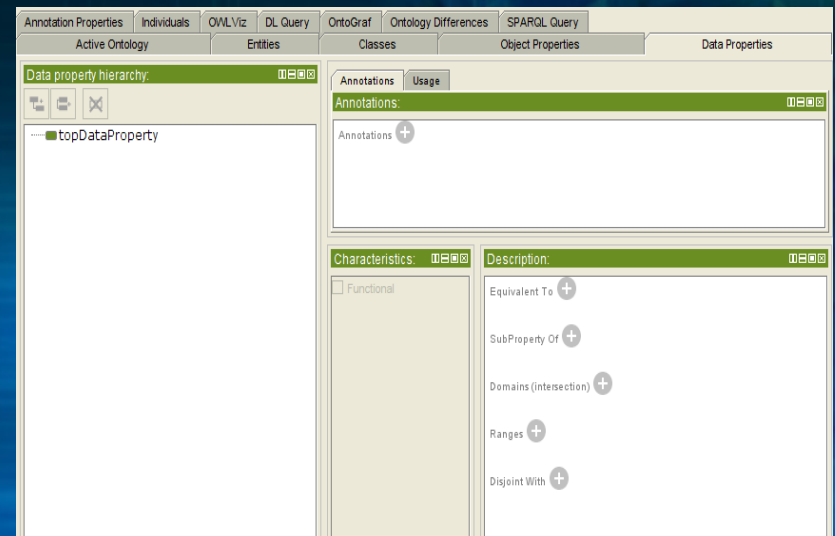 Annotation Properties Individuals OWLViz DL Query OntoGraf Ontology Differences SPARQL Query
Active Ontology Entities Classes Object Properties Data Properties
Data property hierarchy:
topDataProperty
Annotations Usage
Annotations:
Annotations
Characteristics:
Functional
Description:
Equivalent To
SubProperty Of
Domains (intersection)
Ranges
Disjoint With